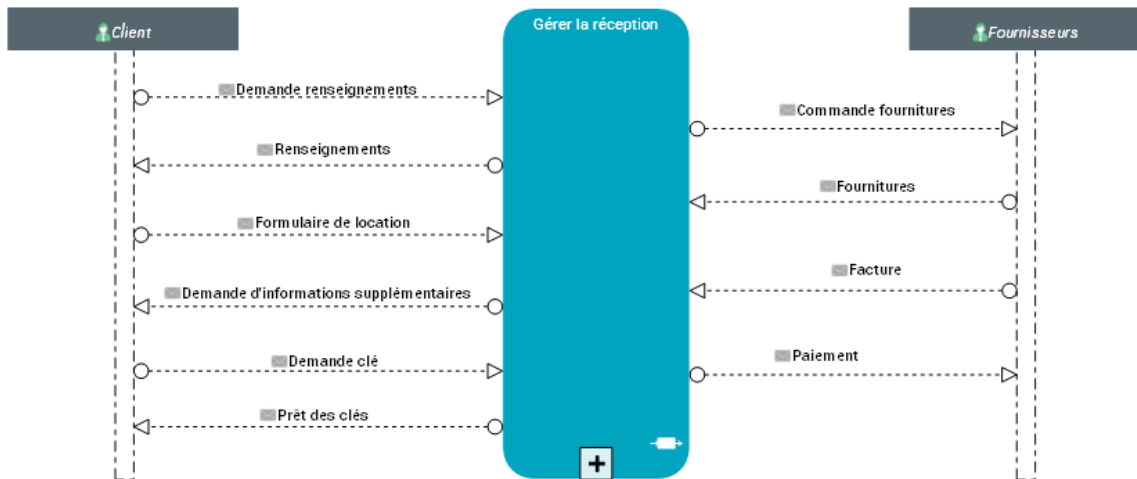 Client
Gérer la réception
Fournisseurs
Demande renseignements
Commande fournitures
Renseignements
Fournitures
Formulaire de location
Facture
Demande d'informations supplémentaires
Demande clé
Paiement
Prêt des clés